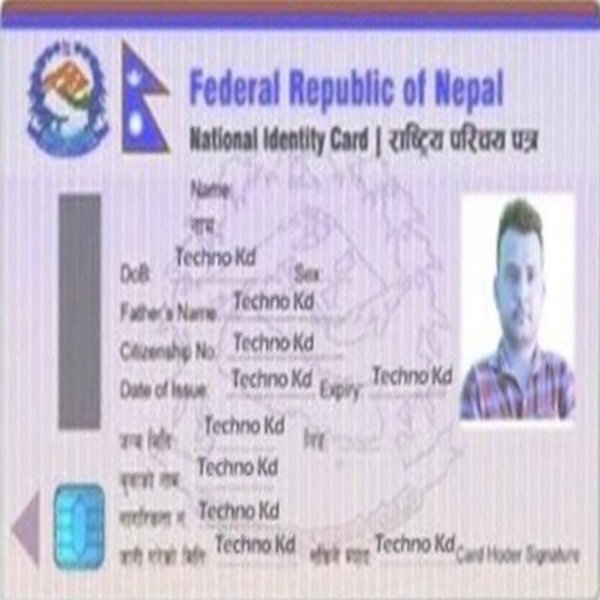 Federal Republic of Nepal
National Identity Card | राष्ट्रिय परिचय पत्र
Name
नाम
DoB Techno Kd Sex
Father's Name Techno Kd
Citizenship No Techno Kd
Date of Issue Techno Kd Expiry Techno Kd
जन्म मिति Techno Kd लिङ्ग
बुवाको नाम Techno Kd
नागरिकता नं Techno Kd
जारी गरेको मिति Techno Kd Techno Kd Card Hoder Signature